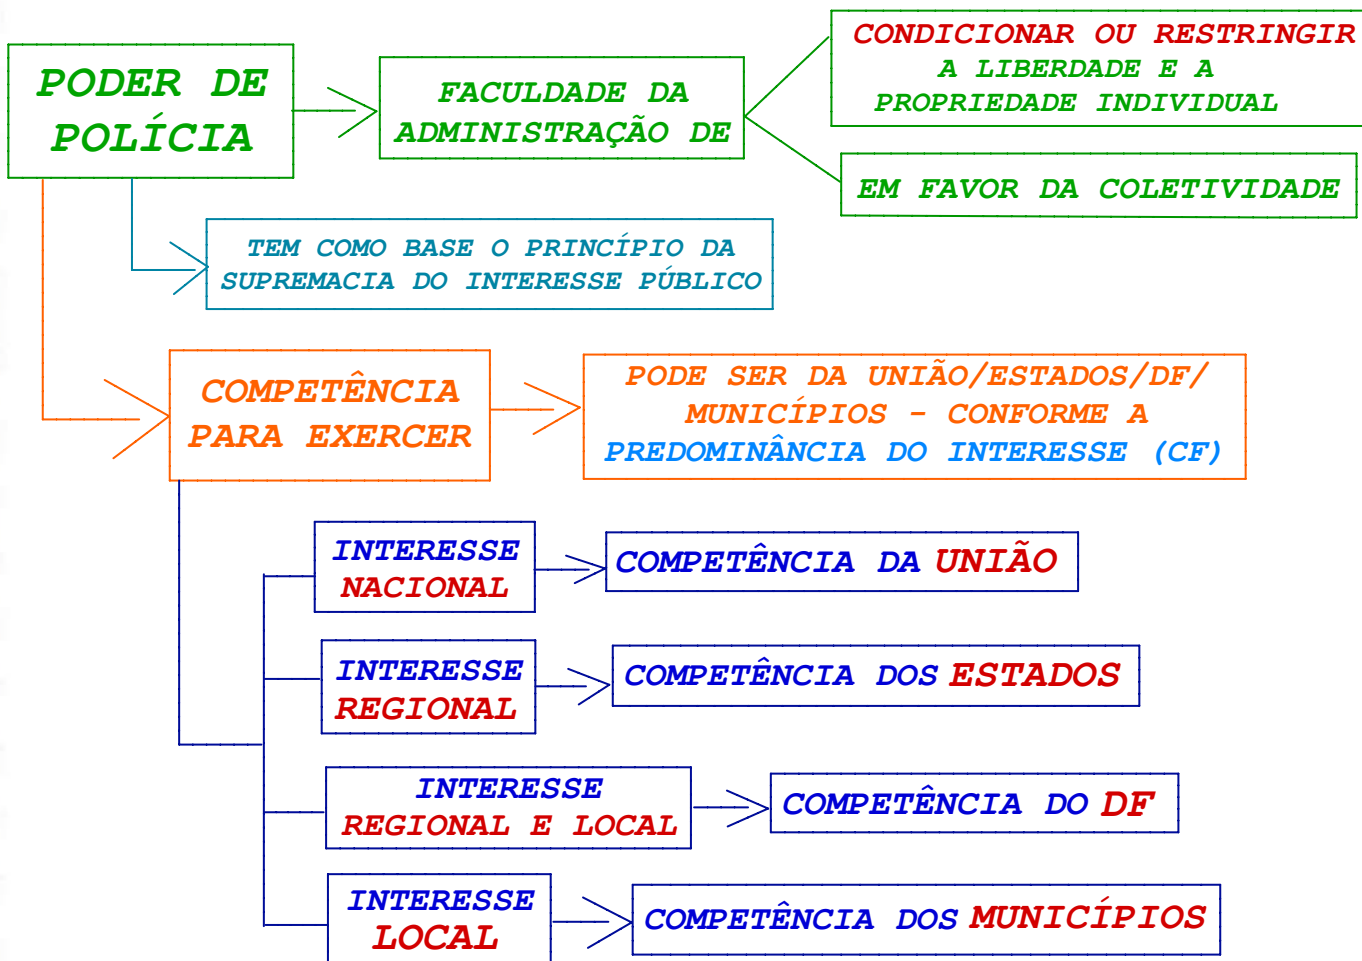 PODER DE
POLÍCIA
FACULDADE DA
ADMINISTRAÇÃO DE
CONDICIONAR OU RESTRINGIR
A LIBERDADE E A
PROPRIEDADE INDIVIDUAL
EM FAVOR DA COLETIVIDADE
TEM COMO BASE O PRINCÍPIO DA
SUPREMACIA DO INTERESSE PÚBLICO
COMPETÊNCIA
PARA EXERCER
PODE SER DA UNIÃO/ESTADOS/DF/
MUNICÍPIOS - CONFORME A
PREDOMINÂNCIA DO INTERESSE (CF)
INTERESSE
NACIONAL
COMPETÊNCIA DA UNIÃO
INTERESSE
REGIONAL
COMPETÊNCIA DOS ESTADOS
INTERESSE
REGIONAL E LOCAL
COMPETÊNCIA DO DF
INTERESSE
LOCAL
COMPETÊNCIA DOS MUNICÍPIOS